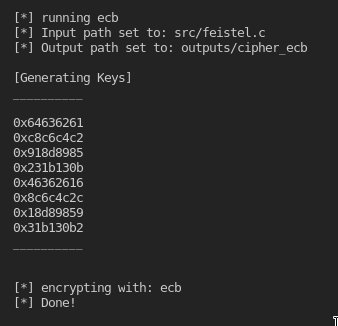 [*] running ecb
[*] Input path set to: src/feistel.c
[*] Output path set to: outputs/cipher_ecb
[Generating Keys]
__________
0x64636261
0xc8c6c4c2
0x918d8985
0x231b130b
0x46362616
0x8c6c4c2c
0x18d89859
0x31b130b2
__________
[*] encrypting with: ecb
[*] Done!